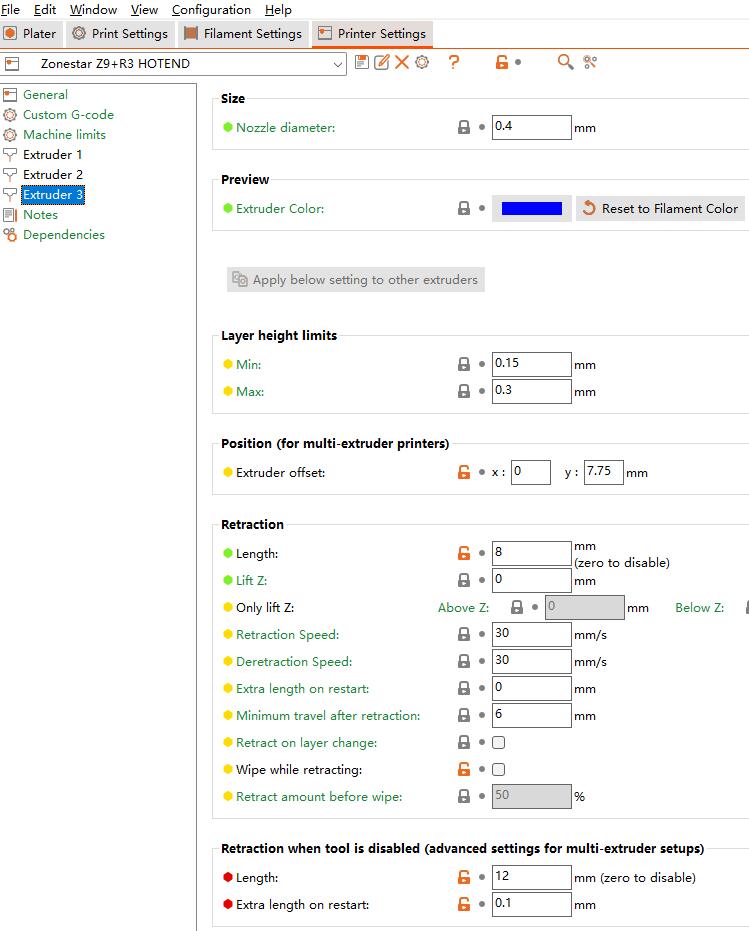 File Edit Window View Configuration Help
Plater Print Settings Filament Settings Printer Settings
Zonestar Z9+R3 HOTEND
General
Custom G-code
Machine limits
Extruder 1
Extruder 2
Extruder 3
Notes
Dependencies
Size
Nozzle diameter: 0.4 mm
Preview
Extruder Color: Reset to Filament Color
Apply below setting to other extruders
Layer height limits
Min: 0.15 mm
Max: 0.3 mm
Position (for multi-extruder printers)
Extruder offset: x : 0 y : 7.75 mm
Retraction
Length: 8 mm (zero to disable)
Lift Z: 0 mm
Only lift Z: Above Z: 0 mm Below Z:
Retraction Speed: 30 mm/s
Deretraction Speed: 30 mm/s
Extra length on restart: 0 mm
Minimum travel after retraction: 6 mm
Retract on layer change:
Wipe while retracting:
Retract amount before wipe: 50 %
Retraction when tool is disabled (advanced settings for multi-extruder setups)
Length: 12 mm (zero to disable)
Extra length on restart: 0.1 mm